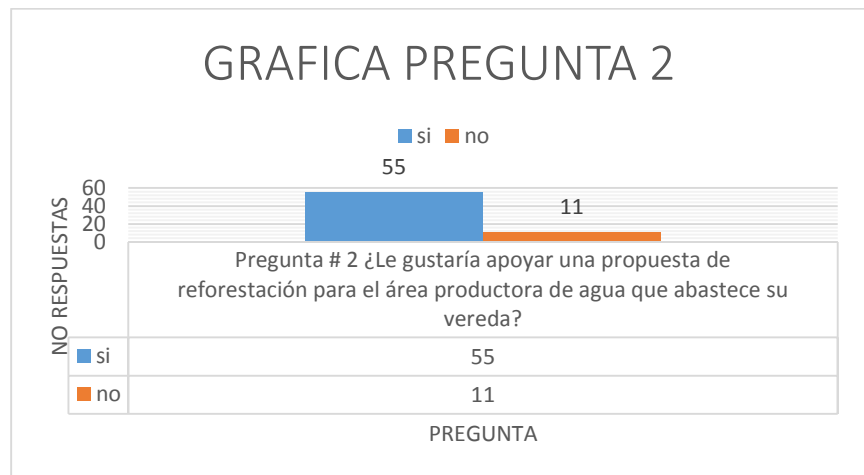 GRAFICA PREGUNTA 2
si no
55
11
60
40
20
0
NO RESPUESTAS
Pregunta # 2 ¿Le gustaría apoyar una propuesta de
reforestación para el área productora de agua que abastece su
vereda?
si 55
no 11
PREGUNTA